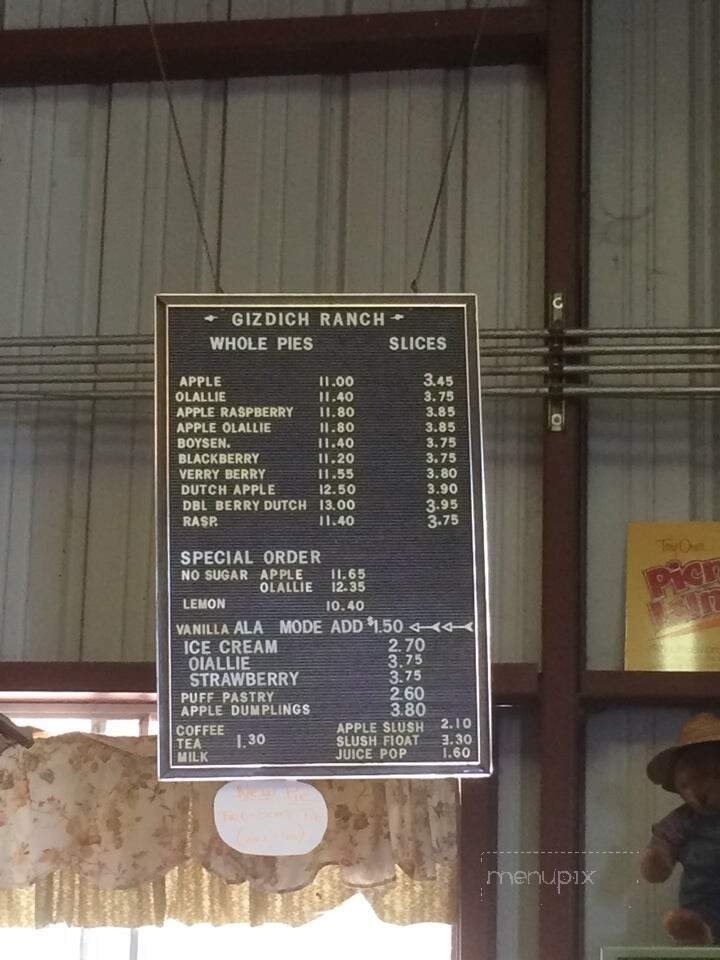 GIZDICH RANCH
WHOLE PIES SLICES
APPLE 11.00 3.45
OLALLIE 11.40 3.75
APPLE RASPBERRY 11.80 3.85
APPLE OLALLIE 11.80 3.85
BOYSEN. 11.40 3.75
BLACKBERRY 11.20 3.75
VERRY BERRY 11.55 3.80
DUTCH APPLE 12.50 3.90
DBL BERRY DUTCH 13.00 3.95
RASP. 11.40 3.75
SPECIAL ORDER
NO SUGAR APPLE 11.65
OLALLIE 12.35
LEMON 10.40
VANILLA ALA MODE ADD $1.50
ICE CREAM 2.70
OIALLIE 3.75
STRAWBERRY 3.75
PUFF PASTRY 2.60
APPLE DUMPLINGS 3.80
COFFEE APPLE SLUSH 2.10
TEA 1.30 SLUSH FIOAT 3.30
MILK JUICE POP 1.60
New Pie
menupix